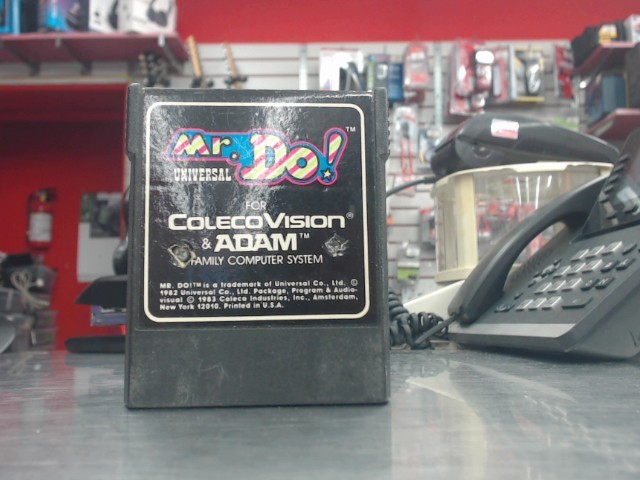 Mr. Do!™
UNIVERSAL
FOR
COLECOVISION®
& ADAM™
FAMILY COMPUTER SYSTEM
MR. DO!™ is a trademark of Universal Co., Ltd. ©
1982 Universal Co., Ltd. Package, Program & Audio-
visual © 1983 Coleco Industries, Inc., Amsterdam,
New York 12010. Printed in U.S.A.